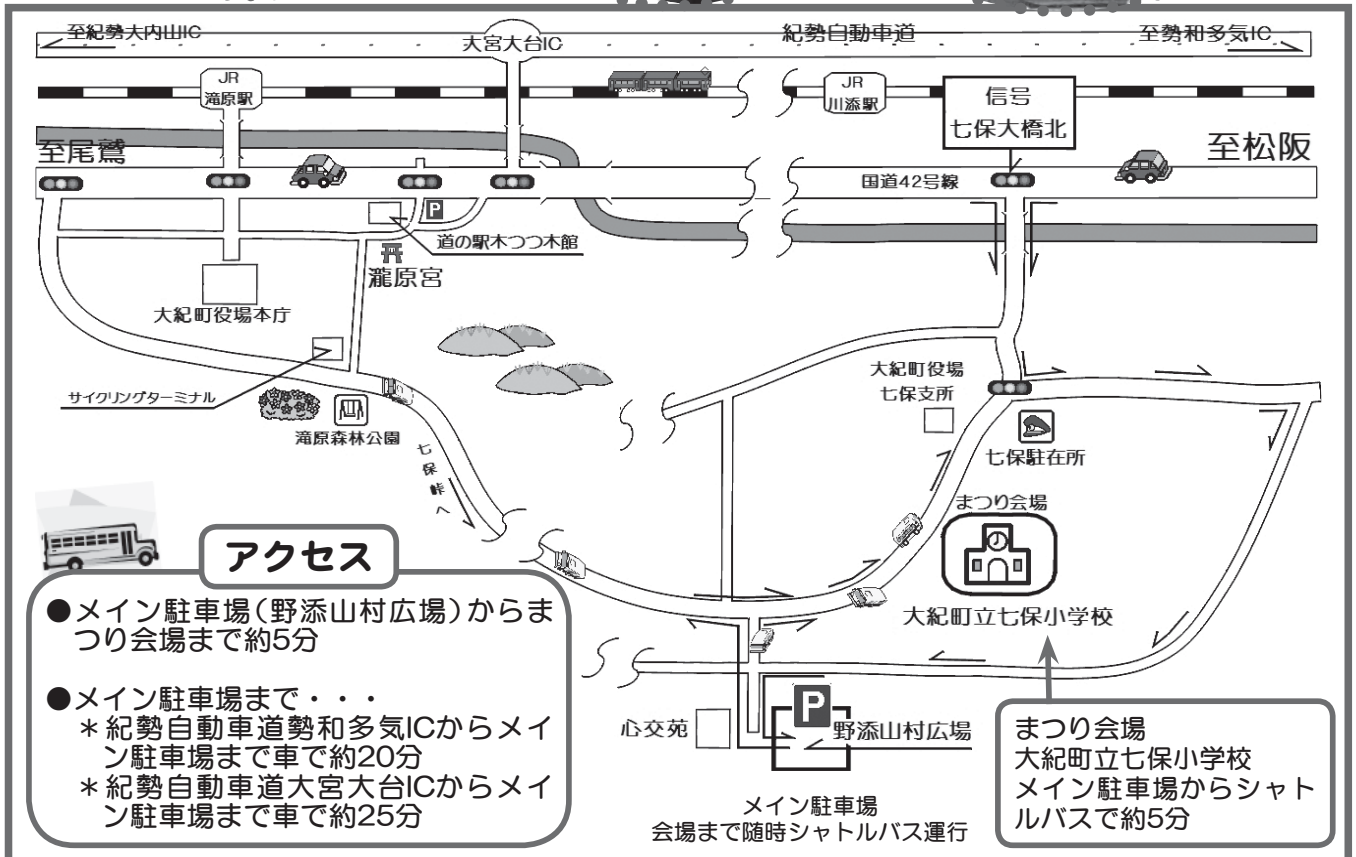 至紀勢大内山IC
大宮大台IC
紀勢自動車道
至勢和多気IC
JR
滝原駅
JR
川添駅
信号
七保大橋北
至尾鷲
至松阪
国道42号線
P
道の駅木つつ木館
瀧原宮
大紀町役場本庁
サイクリングターミナル
滝原森林公園
七保峠へ
大紀町役場
七保支所
七保駐在所
まつり会場
大紀町立七保小学校
アクセス
●メイン駐車場(野添山村広場)からま
つり会場まで約5分
●メイン駐車場まで・・・
*紀勢自動車道勢和多気ICからメイ
ン駐車場まで車で約20分
*紀勢自動車道大宮大台ICからメイ
ン駐車場まで車で約25分
心交苑
P
野添山村広場
メイン駐車場
会場まで随時シャトルバス運行
まつり会場
大紀町立七保小学校
メイン駐車場からシャト
ルバスで約5分